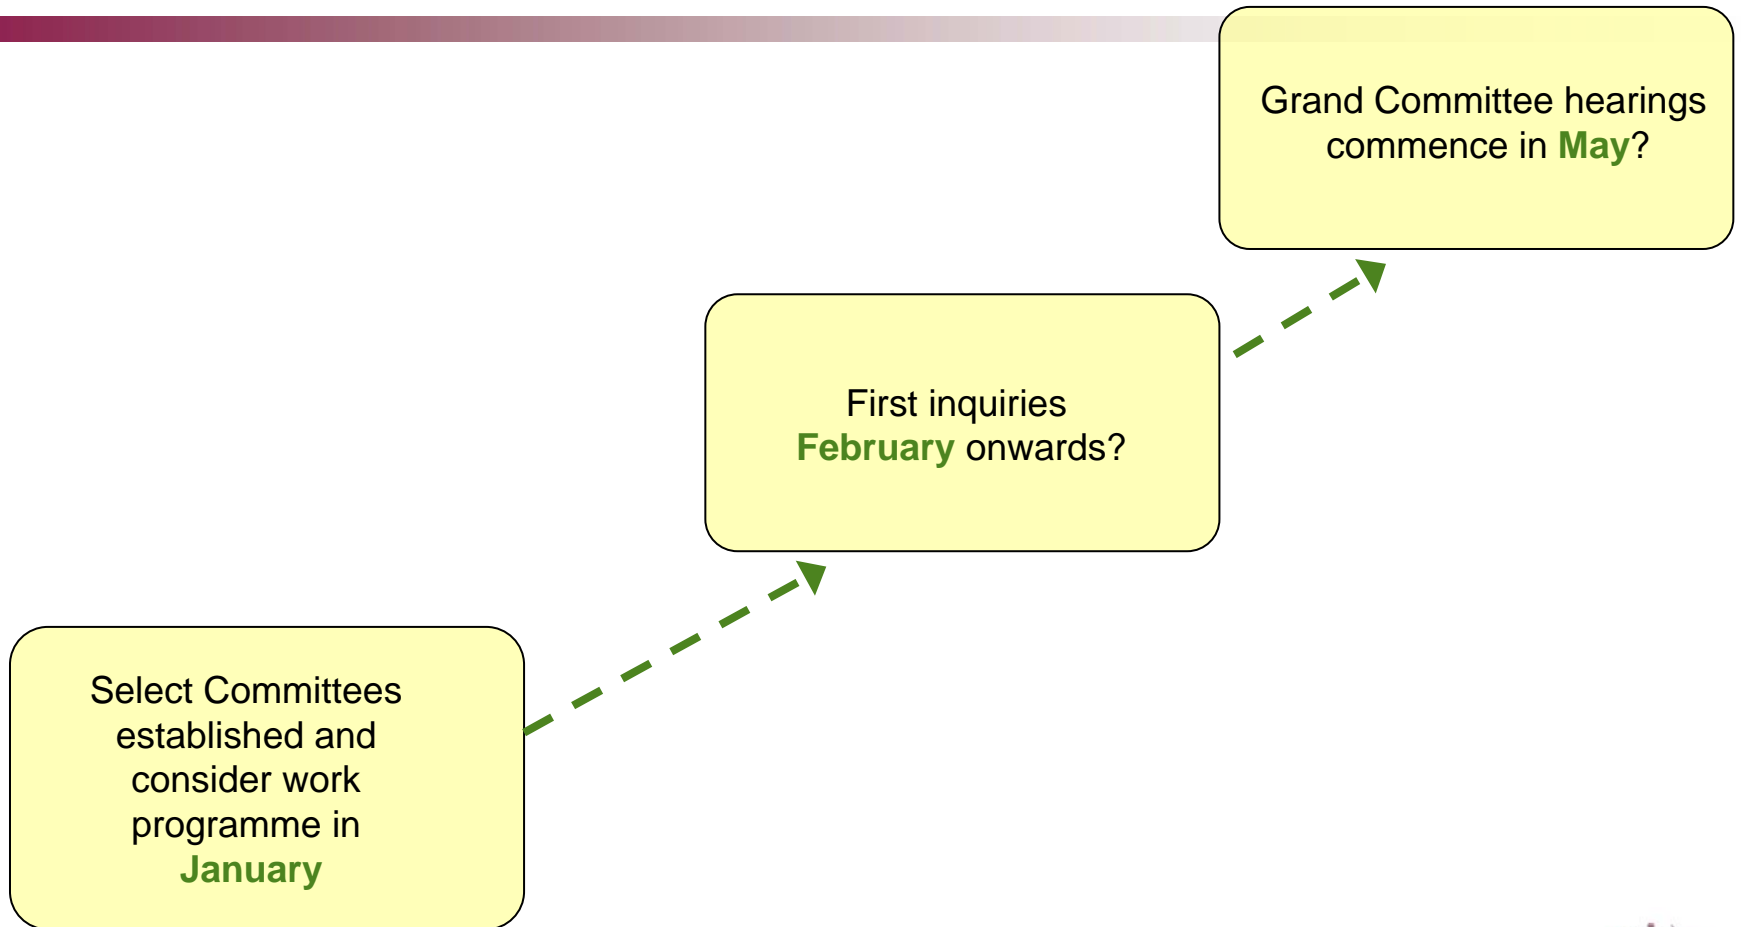 Grand Committee hearings
commence in May?
First inquiries
February onwards?
Select Committees
established and
consider work
programme in
January